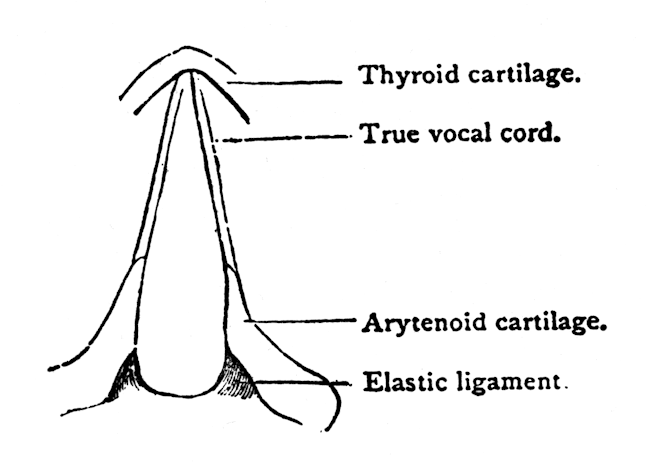 Thyroid cartilage.
True vocal cord.
Arytenoid cartilage.
Elastic ligament.